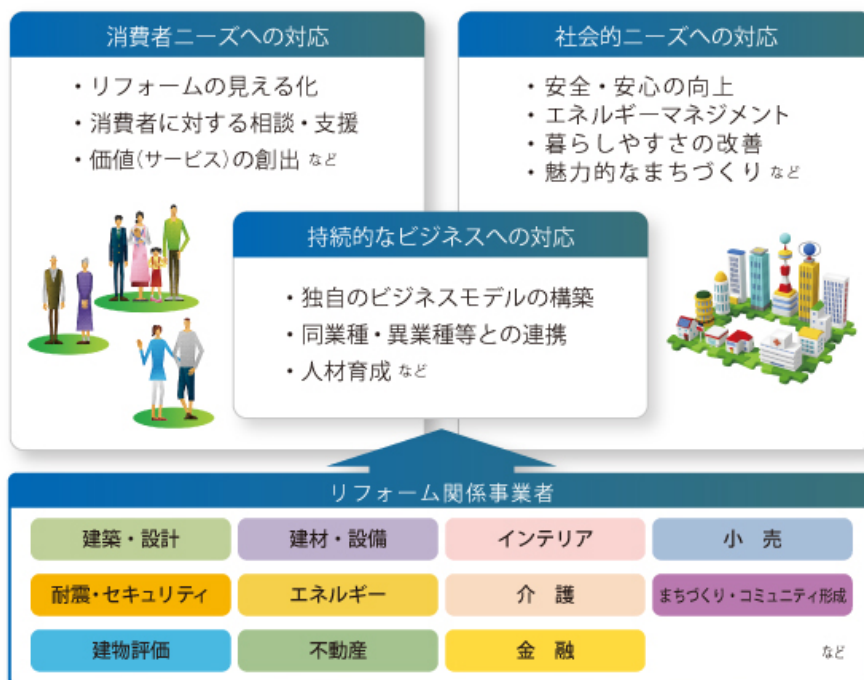 消費者ニーズへの対応
・リフォームの見える化
・消費者に対する相談・支援
・価値(サービス)の創出 など
社会的ニーズへの対応
・安全・安心の向上
・エネルギーマネジメント
・暮らしやすさの改善
・魅力的なまちづくり など
持続的なビジネスへの対応
・独自のビジネスモデルの構築
・同業種・異業種等との連携
・人材育成 など
リフォーム関係事業者
建築・設計
建材・設備
インテリア
小 売
耐震・セキュリティ
エネルギー
介 護
まちづくり・コミュニティ形成
建物評価
不動産
金 融
など